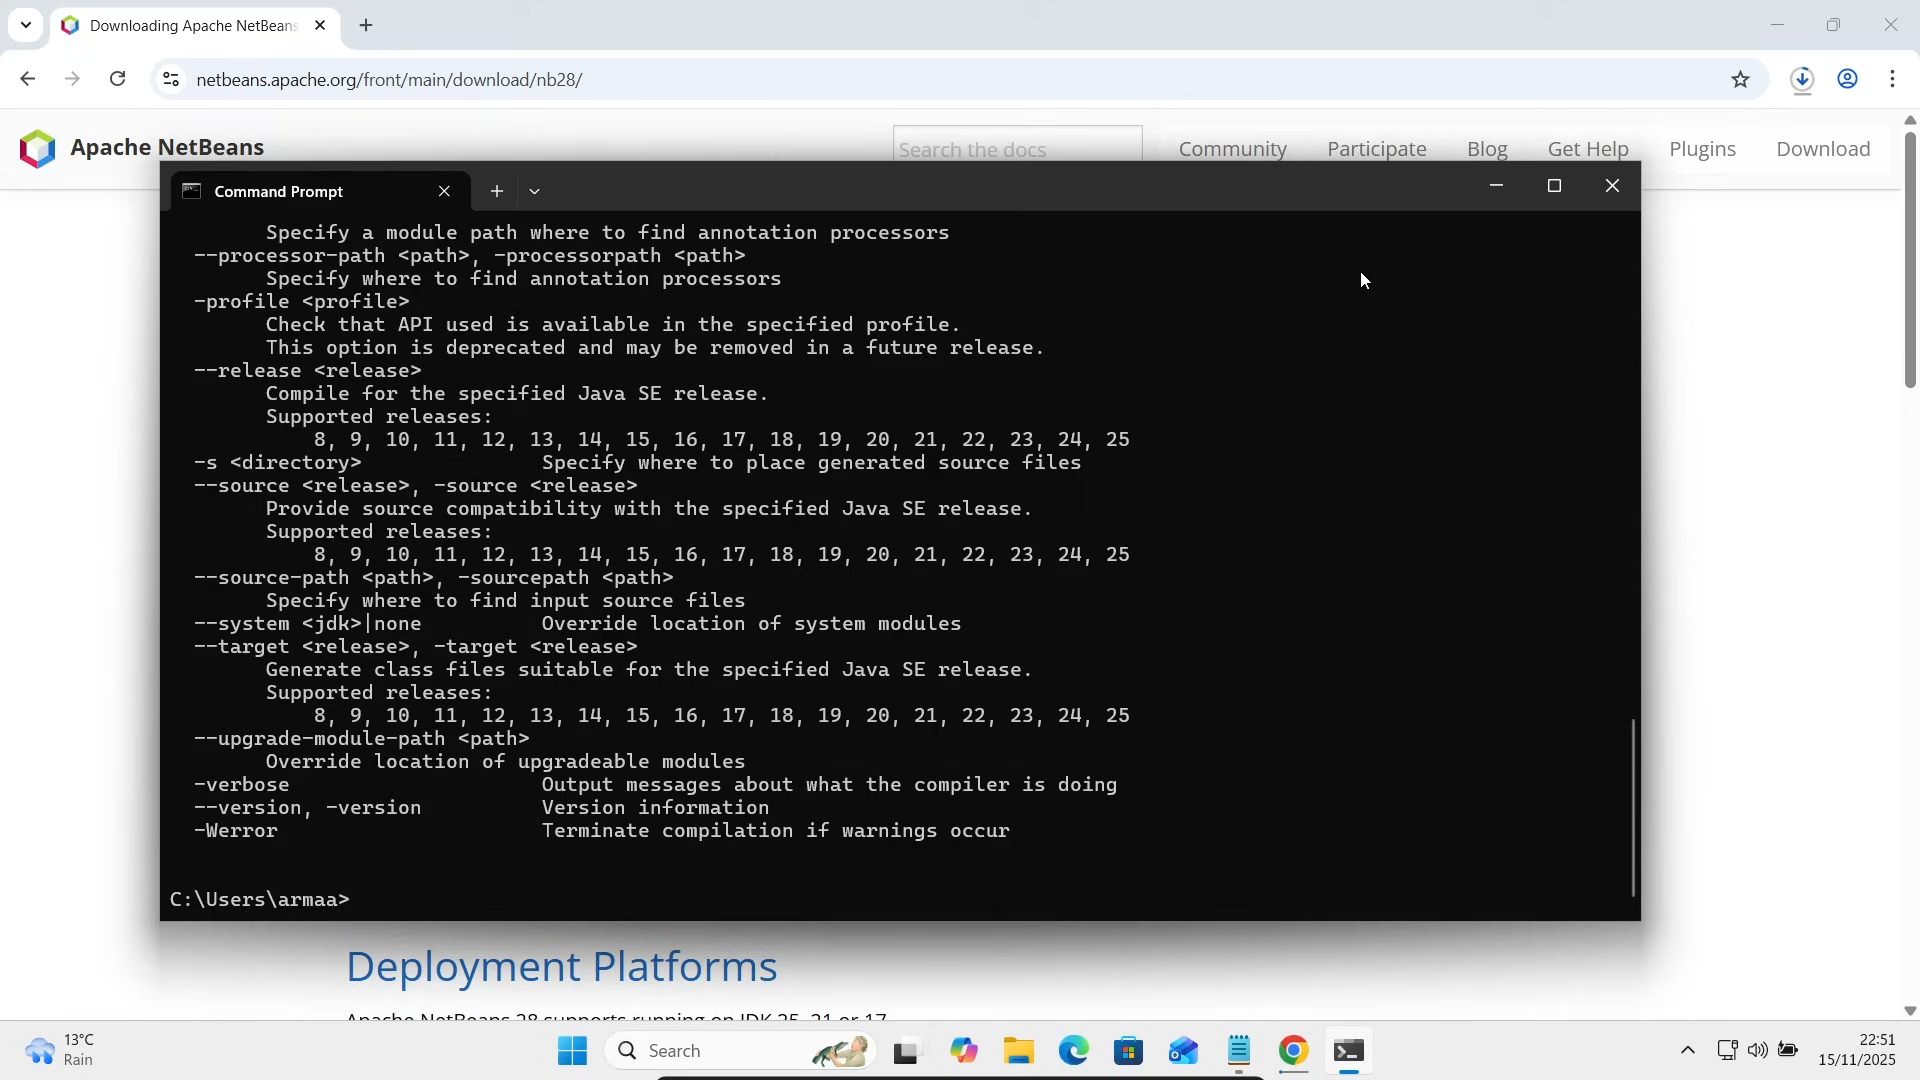 Downloading Apache NetBeans
netbeans.apache.org/front/main/download/nb28/
Apache NetBeans
Search the docs
Community
Participate
Blog
Get Help
Plugins
Download
Command Prompt
Specify a module path where to find annotation processors
--processor-path <path>, -processorpath <path>
Specify where to find annotation processors
-profile <profile>
Check that API used is available in the specified profile.
This option is deprecated and may be removed in a future release.
--release <release>
Compile for the specified Java SE release.
Supported releases:
8, 9, 10, 11, 12, 13, 14, 15, 16, 17, 18, 19, 20, 21, 22, 23, 24, 25
-s <directory> Specify where to place generated source files
--source <release>, -source <release>
Provide source compatibility with the specified Java SE release.
Supported releases:
8, 9, 10, 11, 12, 13, 14, 15, 16, 17, 18, 19, 20, 21, 22, 23, 24, 25
--source-path <path>, -sourcepath <path>
Specify where to find input source files
--system <jdk>|none Override location of system modules
--target <release>, -target <release>
Generate class files suitable for the specified Java SE release.
Supported releases:
8, 9, 10, 11, 12, 13, 14, 15, 16, 17, 18, 19, 20, 21, 22, 23, 24, 25
--upgrade-module-path <path>
Override location of upgradeable modules
-verbose Output messages about what the compiler is doing
--version, -version Version information
-Werror Terminate compilation if warnings occur
C:\Users\armaa>
Deployment Platforms
Apache NetBeans 28 supports running on JDK 25, 21 or 17
13°C
Rain
Search
22:51
15/11/2025